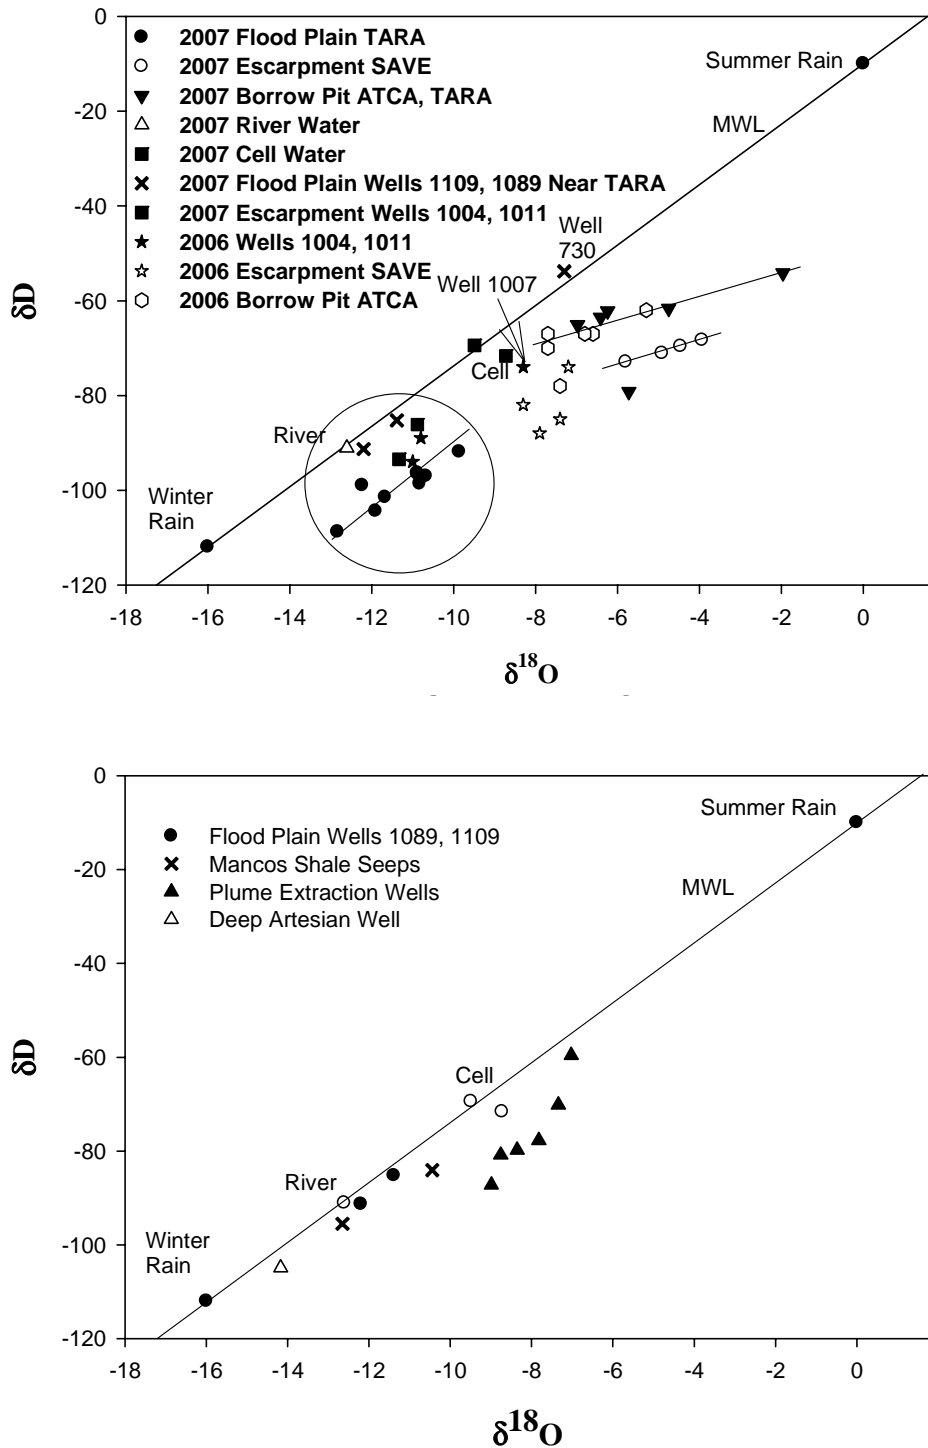 0
-20
-40
-60
-80
-100
-120
δD
2007 Flood Plain TARA
2007 Escarpment SAVE
2007 Borrow Pit ATCA, TARA
2007 River Water
2007 Cell Water
2007 Flood Plain Wells 1109, 1089 Near TARA
2007 Escarpment Wells 1004, 1011
2006 Wells 1004, 1011
2006 Escarpment SAVE
2006 Borrow Pit ATCA
Summer Rain
MWL
Well
730
Well 1007
Cell
River
Winter
Rain
-18 -16 -14 -12 -10 -8 -6 -4 -2 0
δ18O
0
-20
-40
-60
-80
-100
-120
δD
Flood Plain Wells 1089, 1109
Mancos Shale Seeps
Plume Extraction Wells
Deep Artesian Well
Summer Rain
MWL
Cell
River
Winter
Rain
-18 -16 -14 -12 -10 -8 -6 -4 -2 0
δ18O